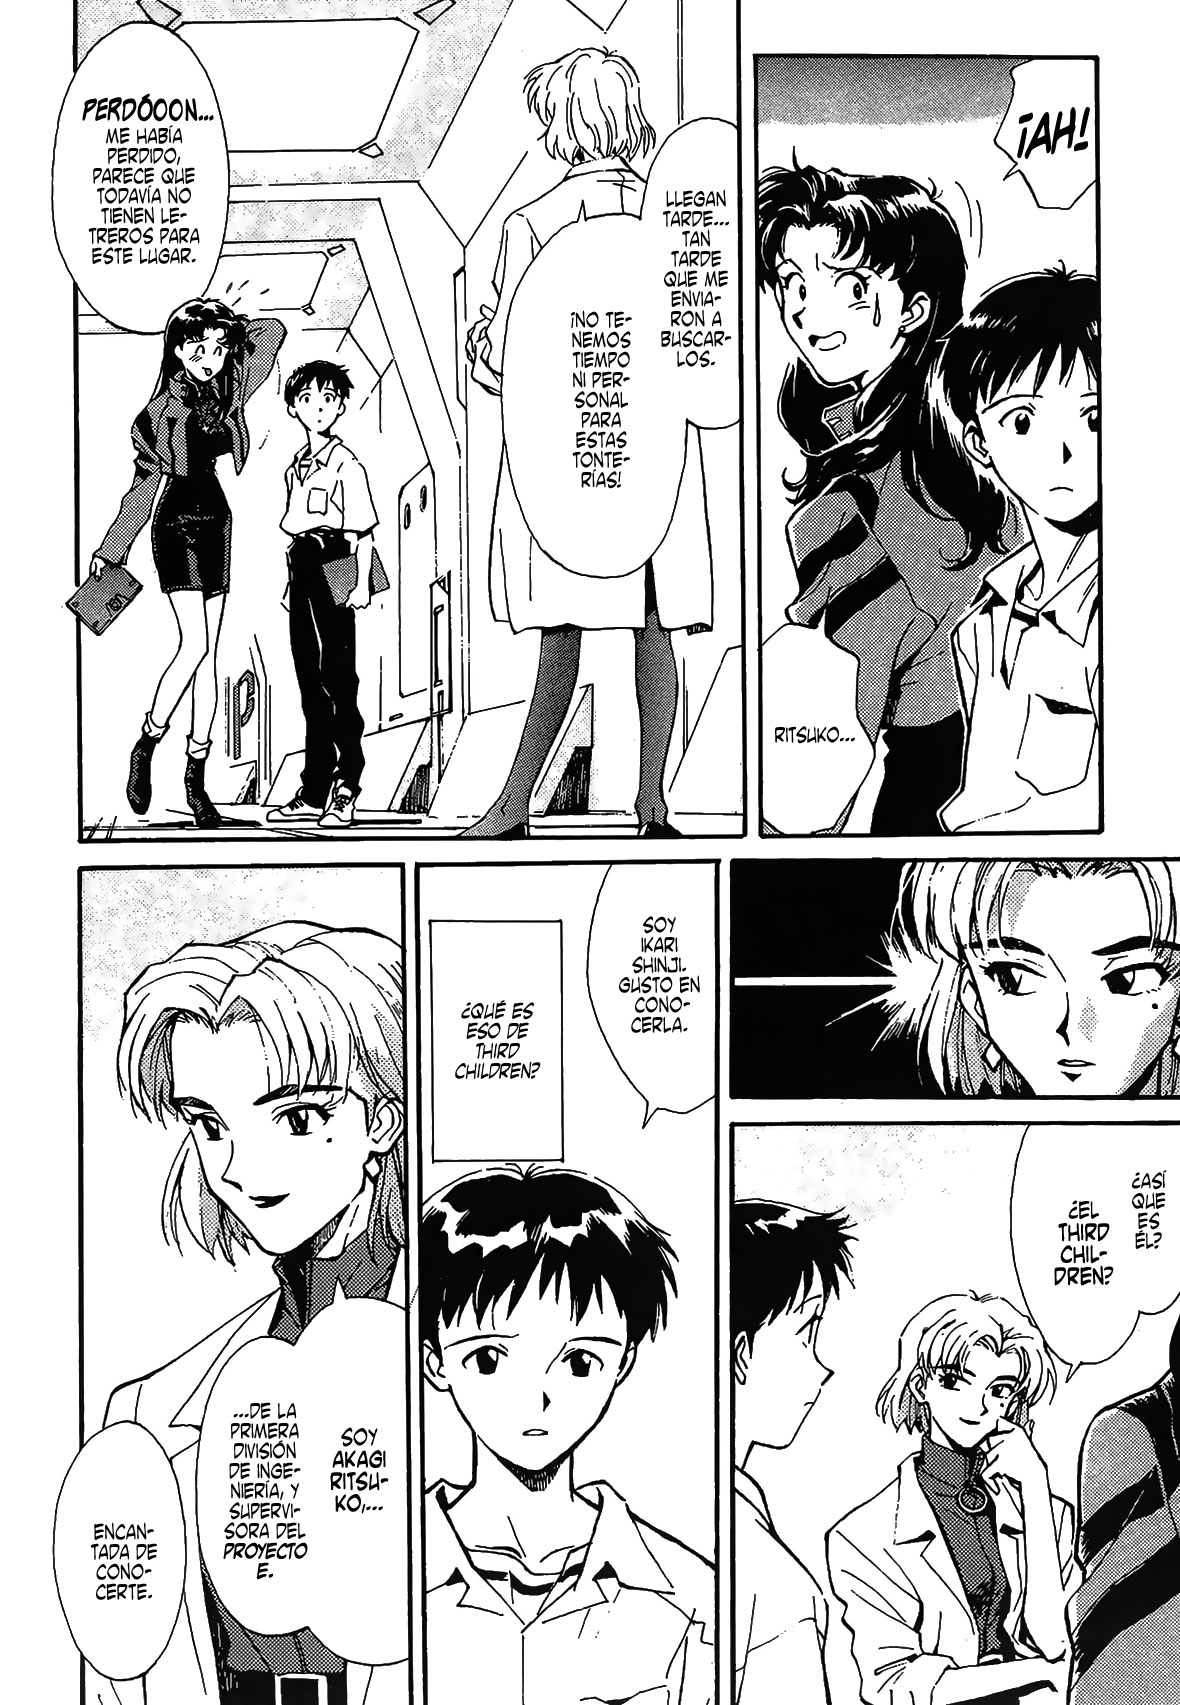 ¡AH!
RITSUKO...
LLEGAN
TARDE...
TAN
TARDE
QUE ME
ENVIA-
RON A
BUSCAR-
LOS.
¡NO TE-
NEMOS
TIEMPO
NI PER-
SONAL
PARA
ESTAS
TONTE-
RÍAS!
PERDÓOON...
ME HABÍA
PERDIDO,
PARECE QUE
TODAVÍA NO
TIENEN LE-
TREROS PARA
ESTE LUGAR.
¿ASÍ
QUE
ES
ÉL?
¿EL
THIRD
CHIL-
DREN?
SOY
IKARI
SHINJI.
GUSTO EN
CONO-
CERLA.
¿QUÉ ES
ESO DE
THIRD
CHILDREN?
SOY
AKAGI
RITSU-
KO,...
...DE LA
PRIMERA
DIVISIÓN
DE INGE-
NIERÍA, Y
SUPERVI-
SORA DEL
PROYECTO
E.
ENCAN-
TADA DE
CONO-
CERTE.